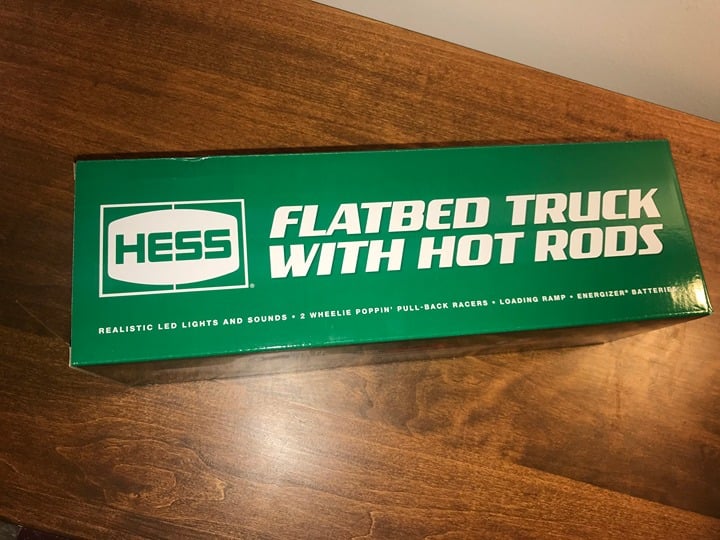 HESS®
FLATBED TRUCK
WITH HOT RODS
REALISTIC LED LIGHTS AND SOUNDS • 2 WHEELIE POPPIN' PULL-BACK RACERS • LOADING RAMP • ENERGIZER® BATTERIES